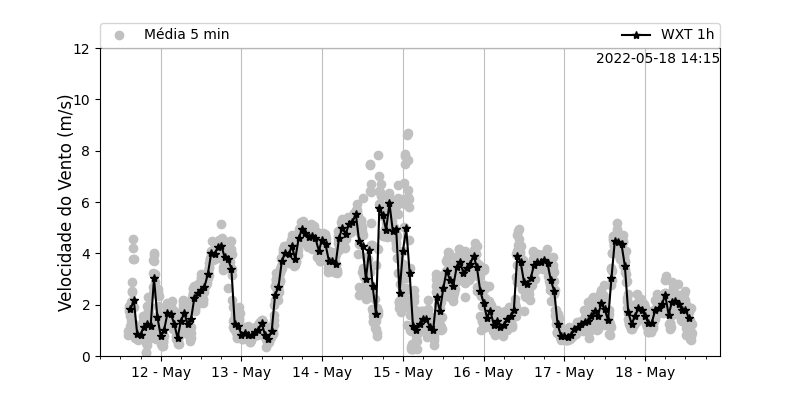 Média 5 min
WXT 1h
2022-05-18 14:15
Velocidade do Vento (m/s)
12
10
8
6
4
2
0
12 - May 13 - May 14 - May 15 - May 16 - May 17 - May 18 - May